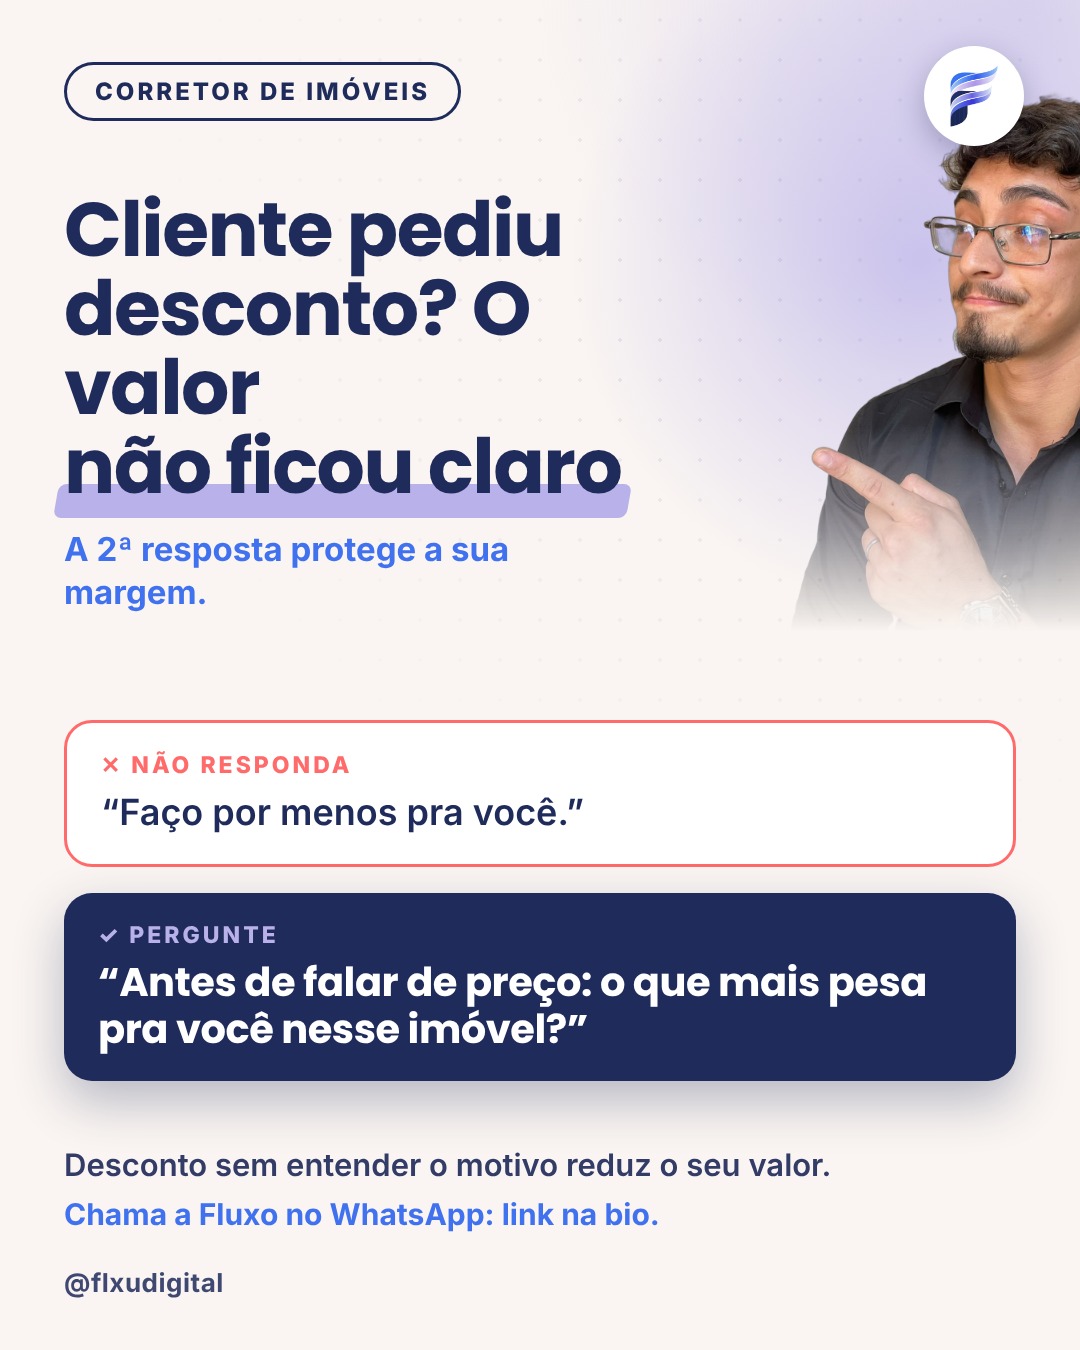 CORRETOR DE IMÓVEIS
Cliente pediu
desconto? O
valor
não ficou claro
A 2ª resposta protege a sua
margem.
✕ NÃO RESPONDA
“Faço por menos pra você.”
✓ PERGUNTE
“Antes de falar de preço: o que mais pesa
pra você nesse imóvel?”
Desconto sem entender o motivo reduz o seu valor.
Chama a Fluxo no WhatsApp: link na bio.
@flxudigital